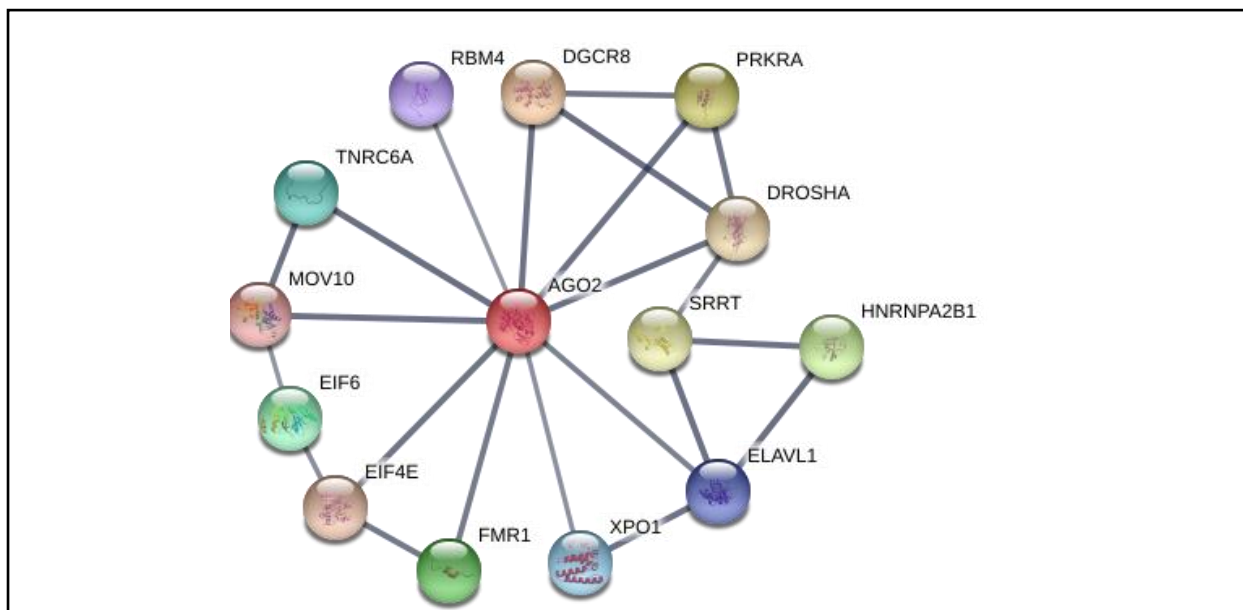 RBM4
DGCR8
PRKRA
TNRC6A
DROSHA
MOV10
AGO2
SRRT
HNRNPA2B1
EIF6
EIF4E
ELAVL1
FMR1
XPO1